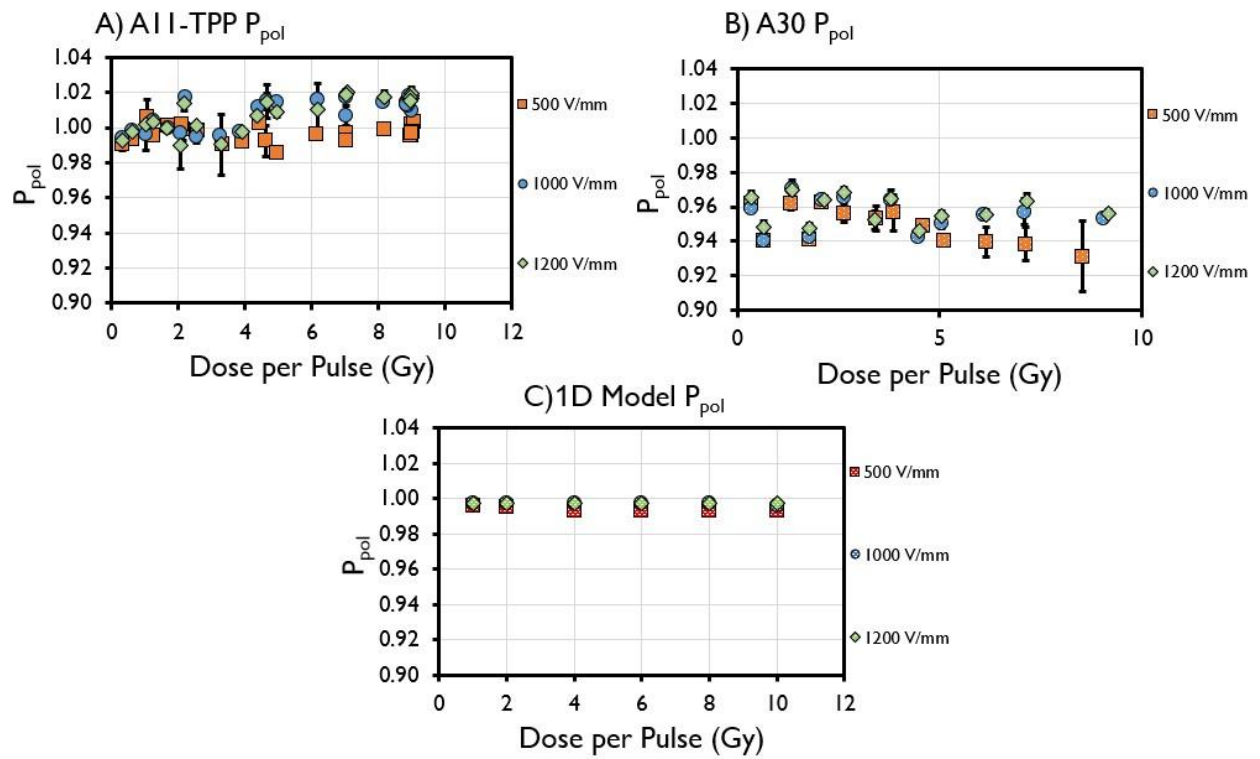 A) A11-TPP Ppol
1.04
1.02
1.00
0.98
0.96
0.94
0.92
0.90
Ppol
0 2 4 6 8 10 12
Dose per Pulse (Gy)
500 V/mm
1000 V/mm
1200 V/mm
B) A30 Ppol
1.04
1.02
1.00
0.98
0.96
0.94
0.92
0.90
Ppol
0 5 10
Dose per Pulse (Gy)
500 V/mm
1000 V/mm
1200 V/mm
C)1D Model Ppol
1.04
1.02
1.00
0.98
0.96
0.94
0.92
0.90
Ppol
0 2 4 6 8 10 12
Dose per Pulse (Gy)
500 V/mm
1000 V/mm
1200 V/mm